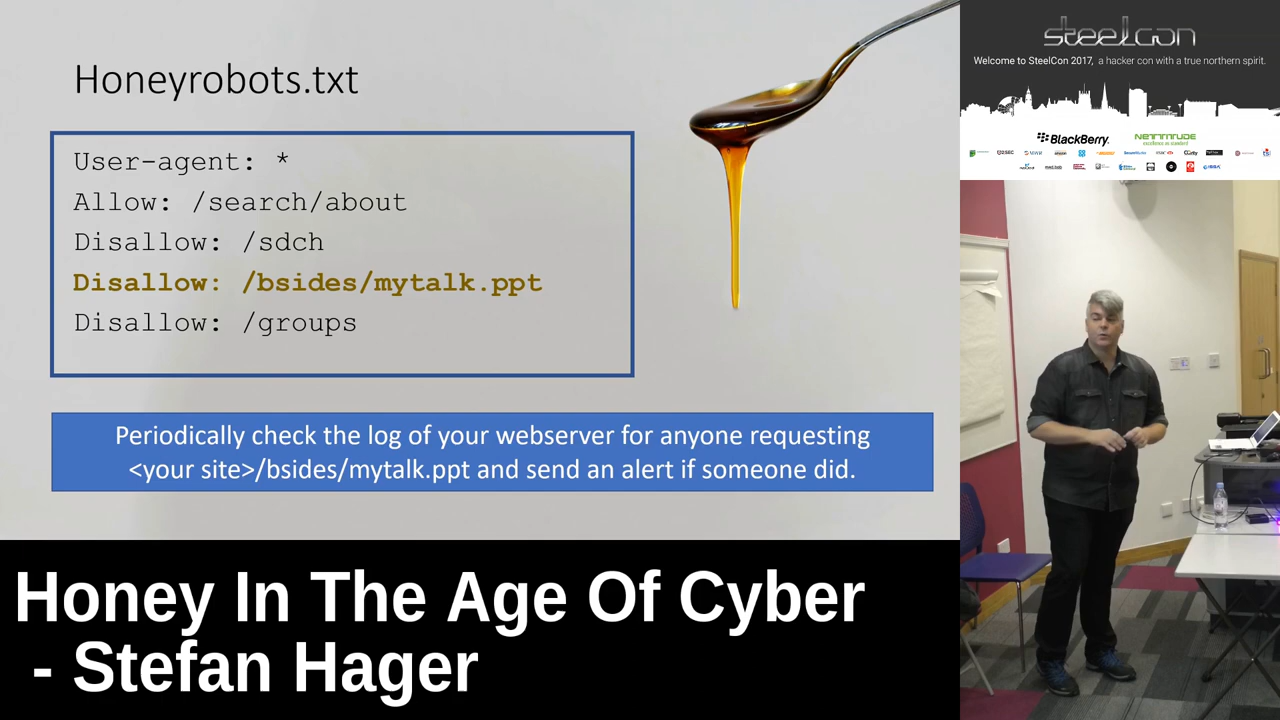 Honeyrobots.txt
User-agent: *
Allow: /search/about
Disallow: /sdch
Disallow: /bsides/mytalk.ppt
Disallow: /groups
Periodically check the log of your webserver for anyone requesting
<your site>/bsides/mytalk.ppt and send an alert if someone did.
Honey In The Age Of Cyber
- Stefan Hager
steelcon
Welcome to SteelCon 2017, a hacker con with a true northern spirit.
BlackBerry
NETTITUDE